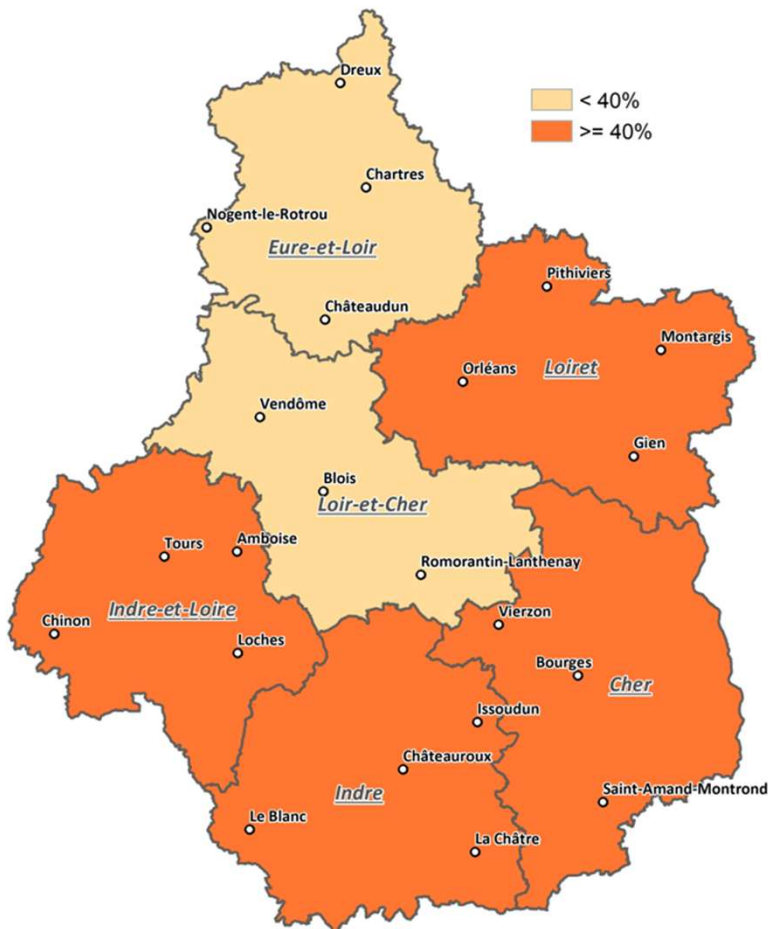 Dreux
< 40%
>= 40%
Chartres
Nogent-le-Rotrou
Eure-et-Loir
Pithiviers
Châteaudun
Montargis
Orléans
Loiret
Vendôme
Gien
Blois
Loir-et-Cher
Tours
Amboise
Romorantin-Lanthenay
Indre-et-Loire
Chinon
Vierzon
Loches
Bourges
Cher
Issoudun
Châteauroux
Indre
Saint-Amand-Montrond
Le Blanc
La Châtre